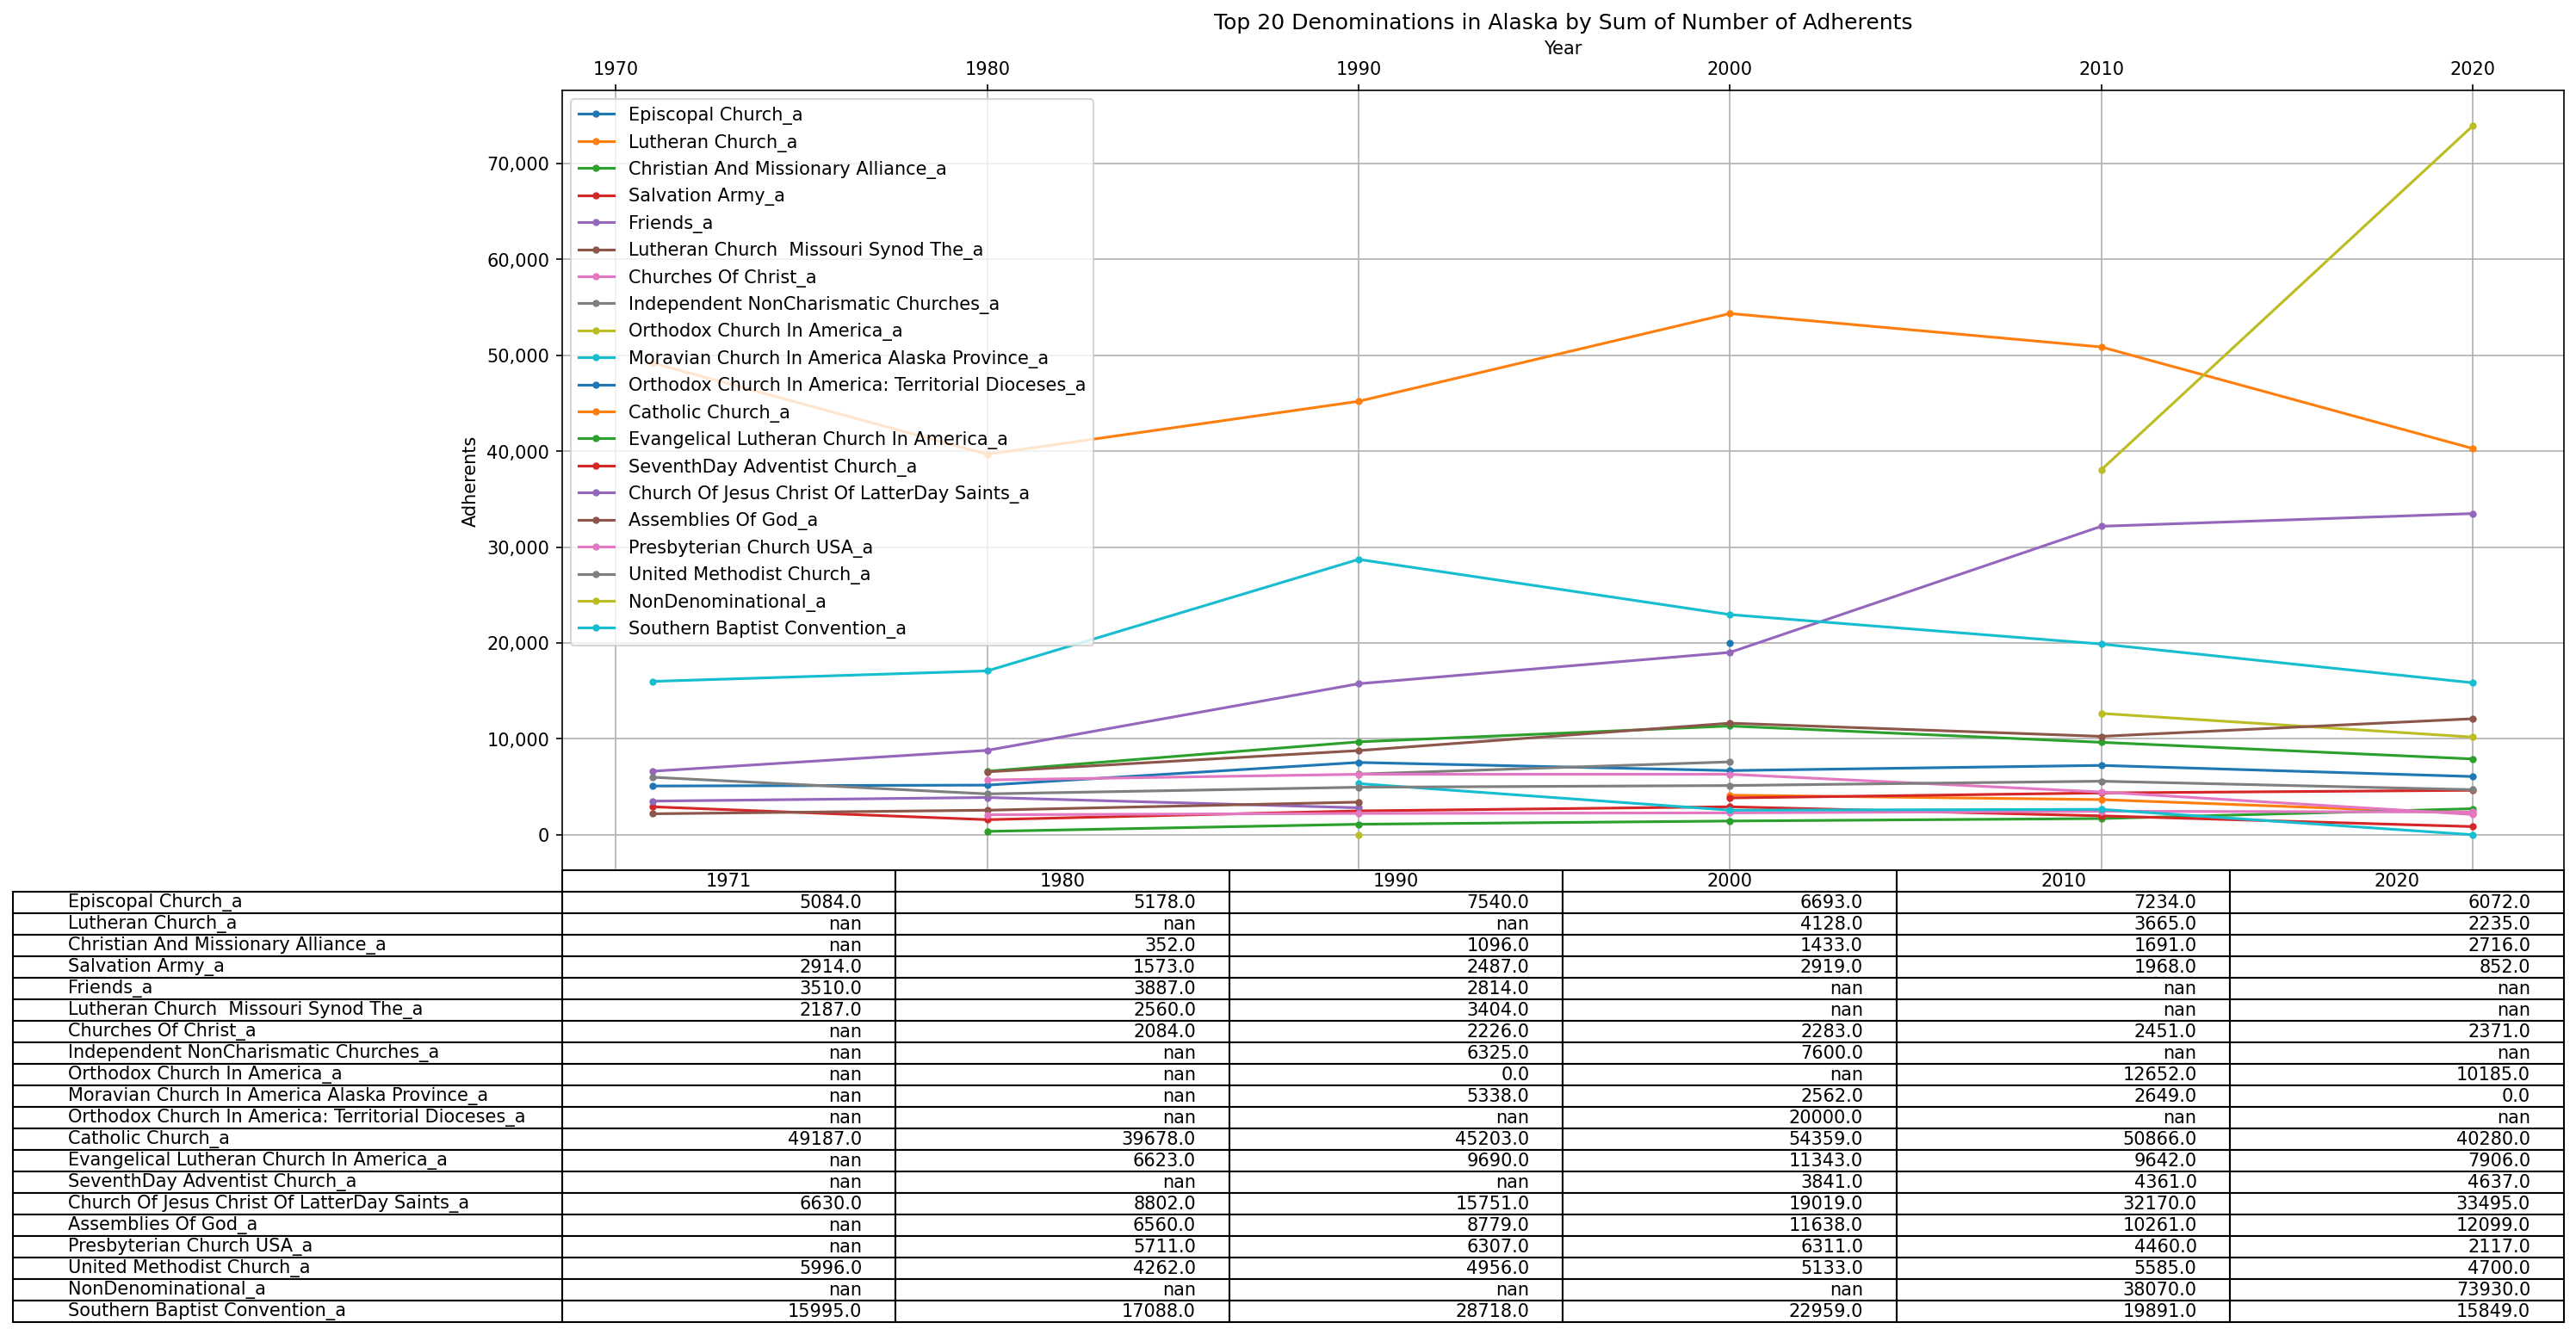 Top 20 Denominations in Alaska by Sum of Number of Adherents
Year
1970 1980 1990 2000 2010 2020
Adherents
70,000
60,000
50,000
40,000
30,000
20,000
10,000
0
Episcopal Church_a
Lutheran Church_a
Christian And Missionary Alliance_a
Salvation Army_a
Friends_a
Lutheran Church  Missouri Synod The_a
Churches Of Christ_a
Independent NonCharismatic Churches_a
Orthodox Church In America_a
Moravian Church In America Alaska Province_a
Orthodox Church In America: Territorial Dioceses_a
Catholic Church_a
Evangelical Lutheran Church In America_a
SeventhDay Adventist Church_a
Church Of Jesus Christ Of LatterDay Saints_a
Assemblies Of God_a
Presbyterian Church USA_a
United Methodist Church_a
NonDenominational_a
Southern Baptist Convention_a
1971 1980 1990 2000 2010 2020
Episcopal Church_a 5084.0 5178.0 7540.0 6693.0 7234.0 6072.0
Lutheran Church_a nan nan nan 4128.0 3665.0 2235.0
Christian And Missionary Alliance_a nan 352.0 1096.0 1433.0 1691.0 2716.0
Salvation Army_a 2914.0 1573.0 2487.0 2919.0 1968.0 852.0
Friends_a 3510.0 3887.0 2814.0 nan nan nan
Lutheran Church  Missouri Synod The_a 2187.0 2560.0 3404.0 nan nan nan
Churches Of Christ_a nan 2084.0 2226.0 2283.0 2451.0 2371.0
Independent NonCharismatic Churches_a nan nan 6325.0 7600.0 nan nan
Orthodox Church In America_a nan nan 0.0 nan 12652.0 10185.0
Moravian Church In America Alaska Province_a nan nan 5338.0 2562.0 2649.0 0.0
Orthodox Church In America: Territorial Dioceses_a nan nan nan 20000.0 nan nan
Catholic Church_a 49187.0 39678.0 45203.0 54359.0 50866.0 40280.0
Evangelical Lutheran Church In America_a nan 6623.0 9690.0 11343.0 9642.0 7906.0
SeventhDay Adventist Church_a nan nan nan 3841.0 4361.0 4637.0
Church Of Jesus Christ Of LatterDay Saints_a 6630.0 8802.0 15751.0 19019.0 32170.0 33495.0
Assemblies Of God_a nan 6560.0 8779.0 11638.0 10261.0 12099.0
Presbyterian Church USA_a nan 5711.0 6307.0 6311.0 4460.0 2117.0
United Methodist Church_a 5996.0 4262.0 4956.0 5133.0 5585.0 4700.0
NonDenominational_a nan nan nan nan 38070.0 73930.0
Southern Baptist Convention_a 15995.0 17088.0 28718.0 22959.0 19891.0 15849.0